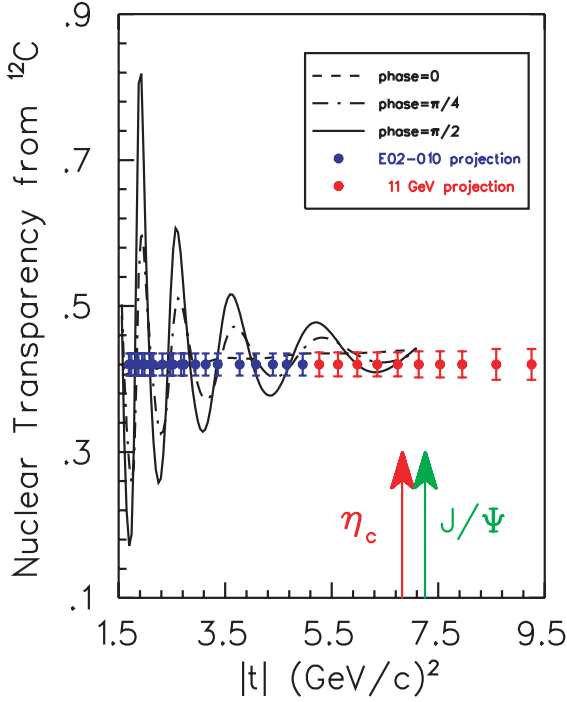 Nuclear Transparency from ¹²C
.9
.7
.5
.3
.1
phase=0
phase=π/4
phase=π/2
E02-010 projection
11 GeV projection
η_c
J/Ψ
1.5 3.5 5.5 7.5 9.5
|t| (GeV/c)²